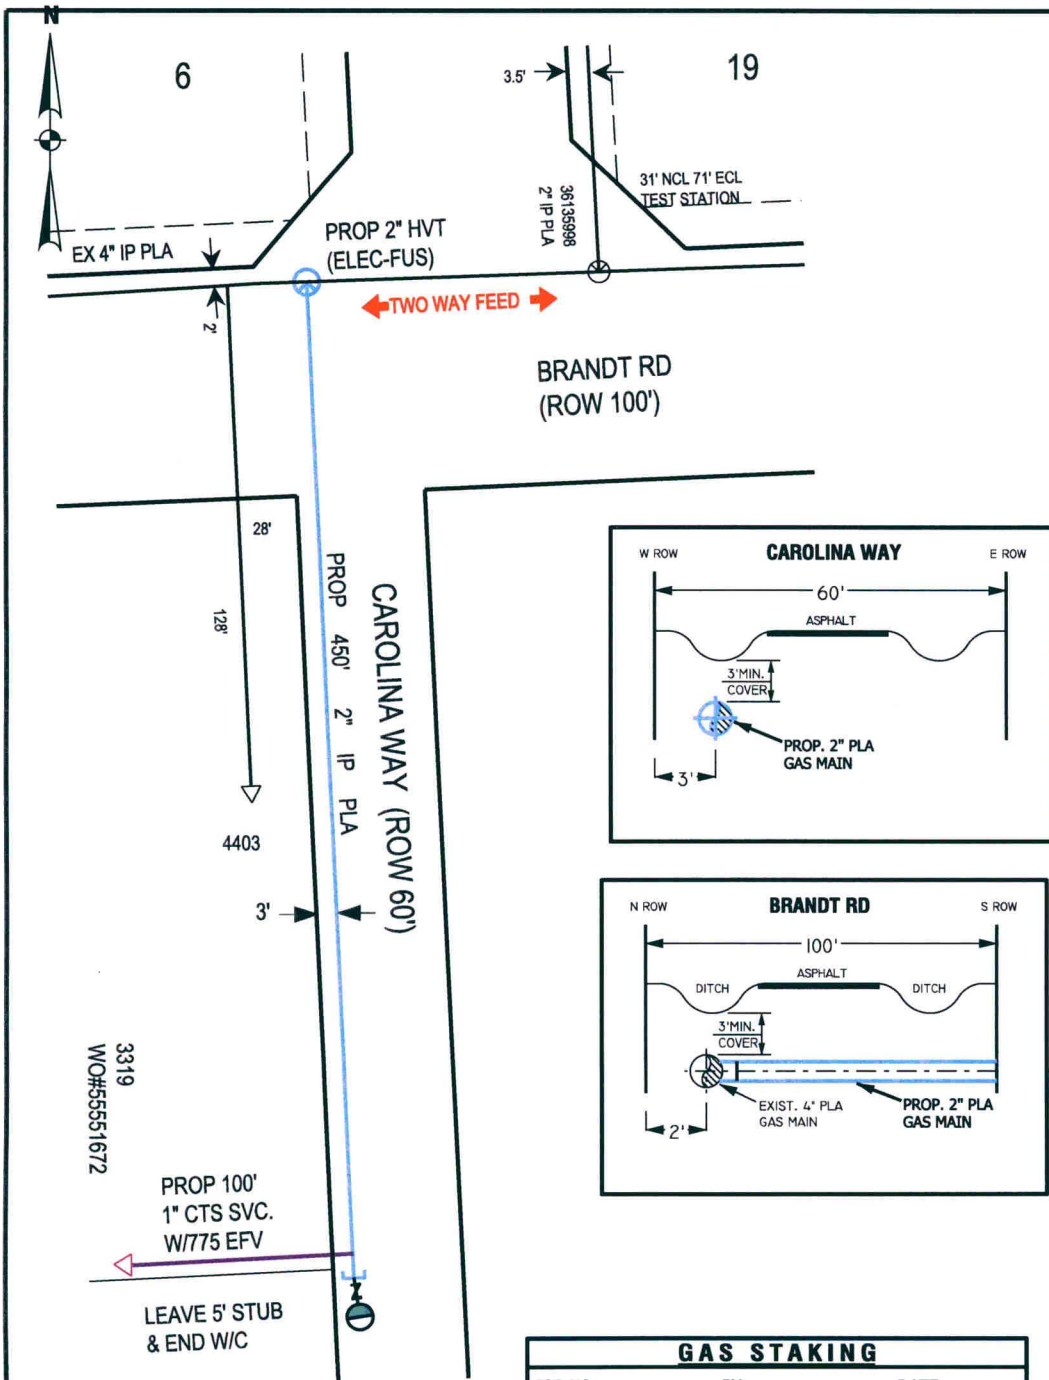 N
6
3.5'
19
36135998
2" IP PLA
31' NCL 71' ECL
TEST STATION
EX 4" IP PLA
PROP 2" HVT
(ELEC-FUS)
2'
TWO WAY FEED
BRANDT RD
(ROW 100')
28'
128'
4403
PROP 450' 2" IP PLA
CAROLINA WAY (ROW 60')
3'
3319
WO#55551672
PROP 100'
1" CTS SVC.
W/775 EFV
LEAVE 5' STUB
& END W/C
W ROW
CAROLINA WAY
E ROW
60'
ASPHALT
3'MIN.
COVER
PROP. 2" PLA
GAS MAIN
3'
N ROW
BRANDT RD
S ROW
100'
DITCH
ASPHALT
DITCH
3'MIN.
COVER
EXIST. 4" PLA
GAS MAIN
PROP. 2" PLA
GAS MAIN
2'
GAS STAKING